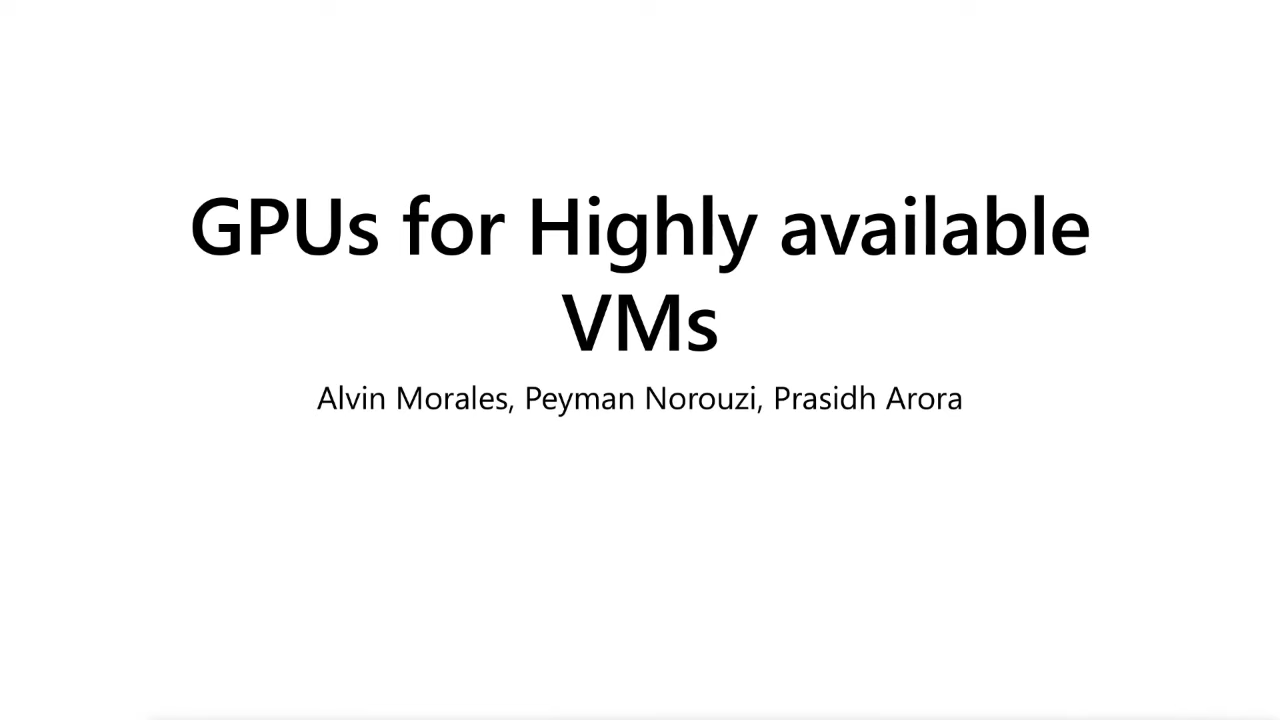 GPUs for Highly available
VMs
Alvin Morales, Peyman Norouzi, Prasidh Arora